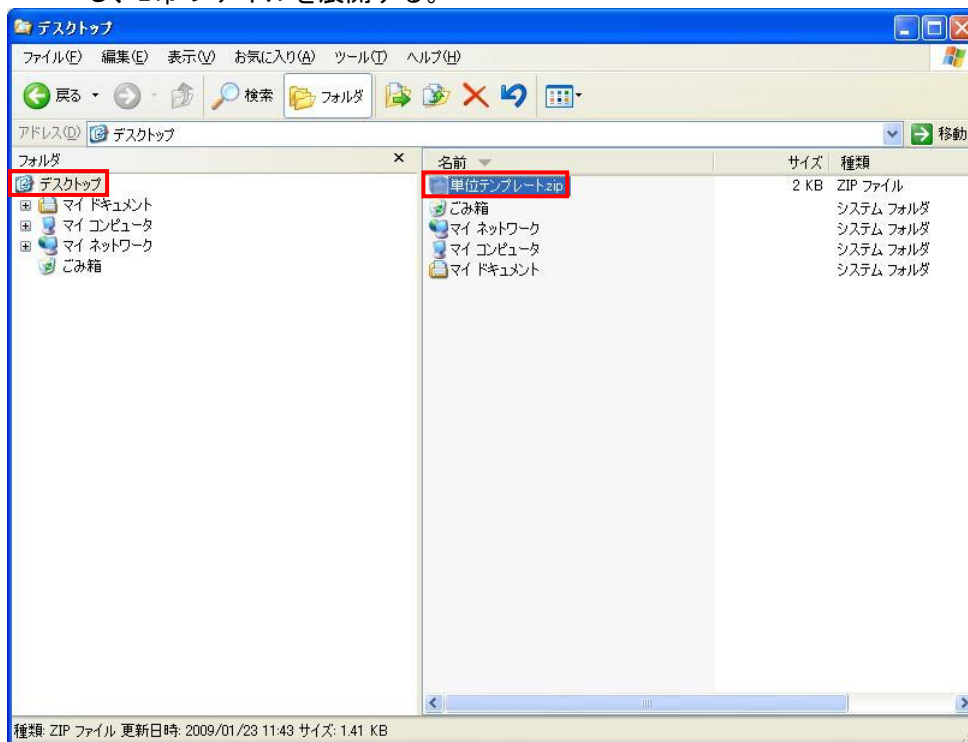 デスクトップ
ファイル(F) 編集(E) 表示(V) お気に入り(A) ツール(T) ヘルプ(H)
戻る 検索 フォルダ
アドレス(D) デスクトップ 移動
フォルダ ×
デスクトップ
マイ ドキュメント
マイ コンピュータ
マイ ネットワーク
ごみ箱
名前 サイズ 種類
単位テンプレート.zip 2 KB ZIP ファイル
ごみ箱 システム フォルダ
マイ ネットワーク システム フォルダ
マイ コンピュータ システム フォルダ
マイ ドキュメント システム フォルダ
種類: ZIP ファイル 更新日時: 2009/01/23 11:43 サイズ: 1.41 KB